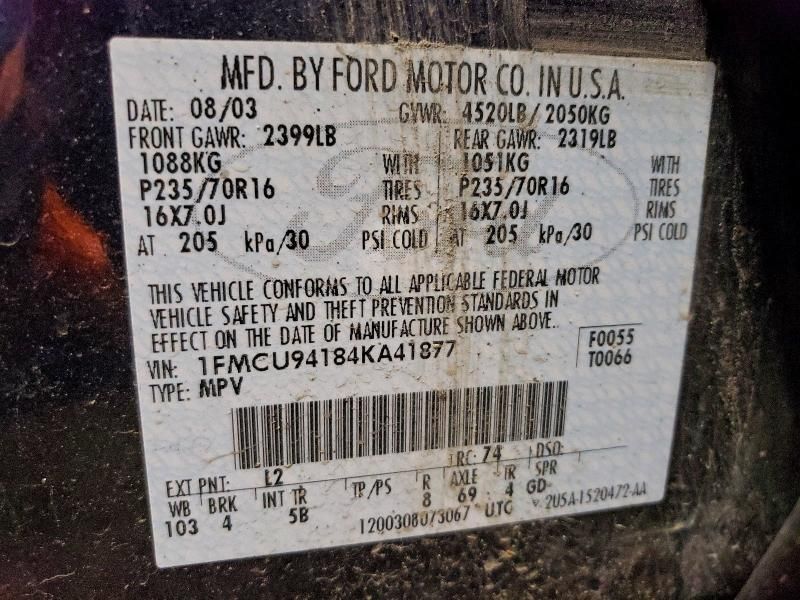 MFD. BY FORD MOTOR CO. IN U.S.A.
DATE: 08/03 GVWR: 4520LB/2050KG
FRONT GAWR: 2399LB REAR GAWR: 2319LB
1088KG WITH 1051KG WITH
P235/70R16 TIRES P235/70R16 TIRES
16X7.0J RIMS 16X7.0J RIMS
AT 205 kPa/30 PSI COLD AT 205 kPa/30 PSI COLD
THIS VEHICLE CONFORMS TO ALL APPLICABLE FEDERAL MOTOR
VEHICLE SAFETY AND THEFT PREVENTION STANDARDS IN
EFFECT ON THE DATE OF MANUFACTURE SHOWN ABOVE.
VIN: 1FMCU94184KA41877 F0055
TYPE: MPV T0066
EXT PNT: L2 RC: 74 DSO:
WB BRK INT TR TP/PS R AXLE TR SPR
103 4 5B 8 69 4 GD
1200308073067 UTC 2U5A-1520472-AA